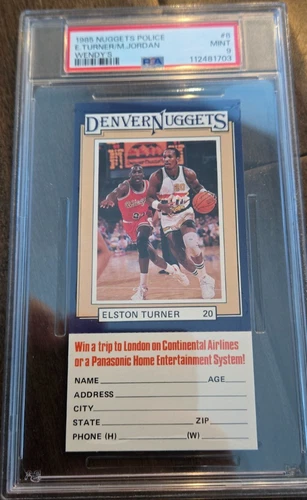 1985 NUGGETS POLICE #8
E.TURNER/M.JORDAN MINT
WENDY'S 9
PSA 112481703
DENVER NUGGETS
ELSTON TURNER 20
Win a trip to London on Continental Airlines
or a Panasonic Home Entertainment System!
NAME AGE
ADDRESS
CITY
STATE ZIP
PHONE (H) (W)